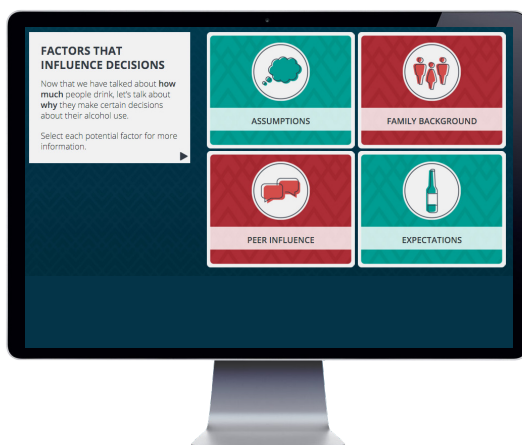 FACTORS THAT
INFLUENCE DECISIONS
Now that we have talked about how
much people drink, let's talk about
why they make certain decisions
about their alcohol use.
Select each potential factor for more
information.
ASSUMPTIONS
FAMILY BACKGROUND
PEER INFLUENCE
EXPECTATIONS